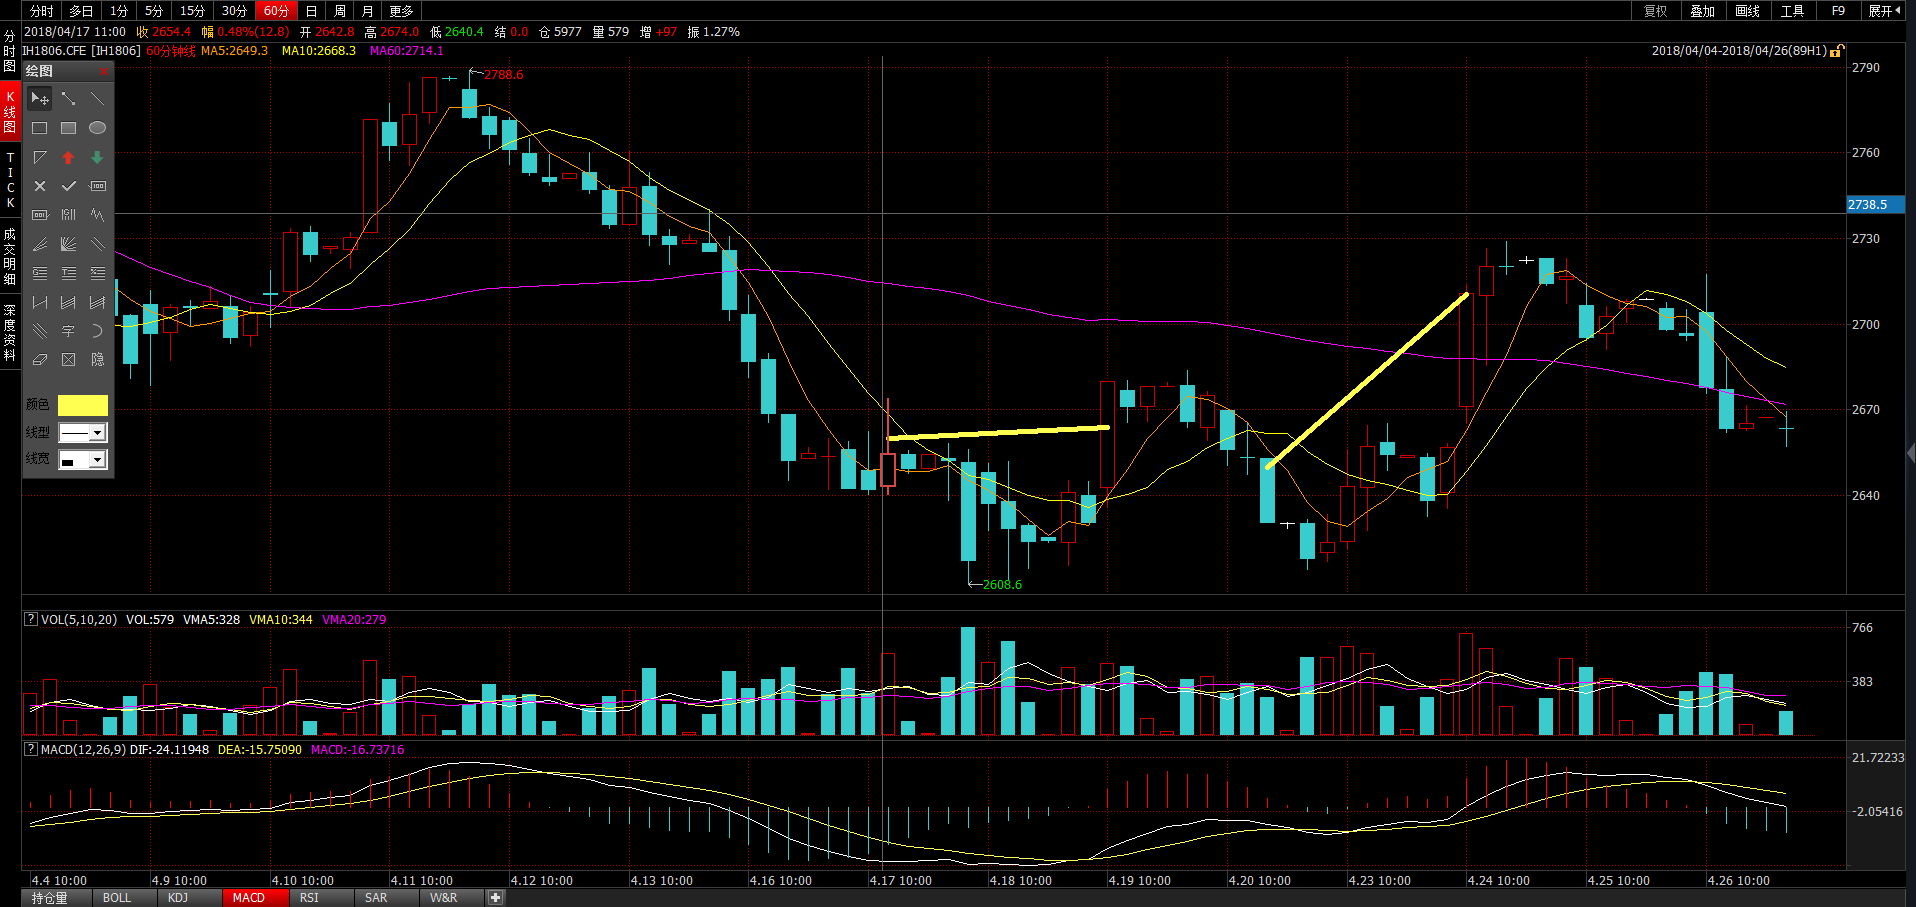 分时 多日 1分 5分 15分 30分 60分 日 周 月 更多 复权 叠加 画线 工具 F9 展开
2018/04/17 11:00 收 2654.4 幅 0.48%(12.8) 开 2642.8 高 2674.0 低 2640.4 结 0.0 仓 5977 量 579 增 +97 振 1.27%
IH1806.CFE [IH1806] 60分钟线 MA5:2649.3 MA10:2668.3 MA60:2714.1 2018/04/04-2018/04/26(89H1)
分时图
K线图
TICK
成交明细
深度资料
绘图
字
隐
颜色
线型
线宽
2788.6
2608.6
2790
2760
2738.5
2730
2700
2670
2640
? VOL(5,10,20) VOL:579 VMA5:328 VMA10:344 VMA20:279
766
383
? MACD(12,26,9) DIF:-24.11948 DEA:-15.75090 MACD:-16.73716
21.72233
-2.05416
4.4 10:00 4.9 10:00 4.10 10:00 4.11 10:00 4.12 10:00 4.13 10:00 4.16 10:00 4.17 10:00 4.18 10:00 4.19 10:00 4.20 10:00 4.23 10:00 4.24 10:00 4.25 10:00 4.26 10:00
持仓量 BOLL KDJ MACD RSI SAR W&R